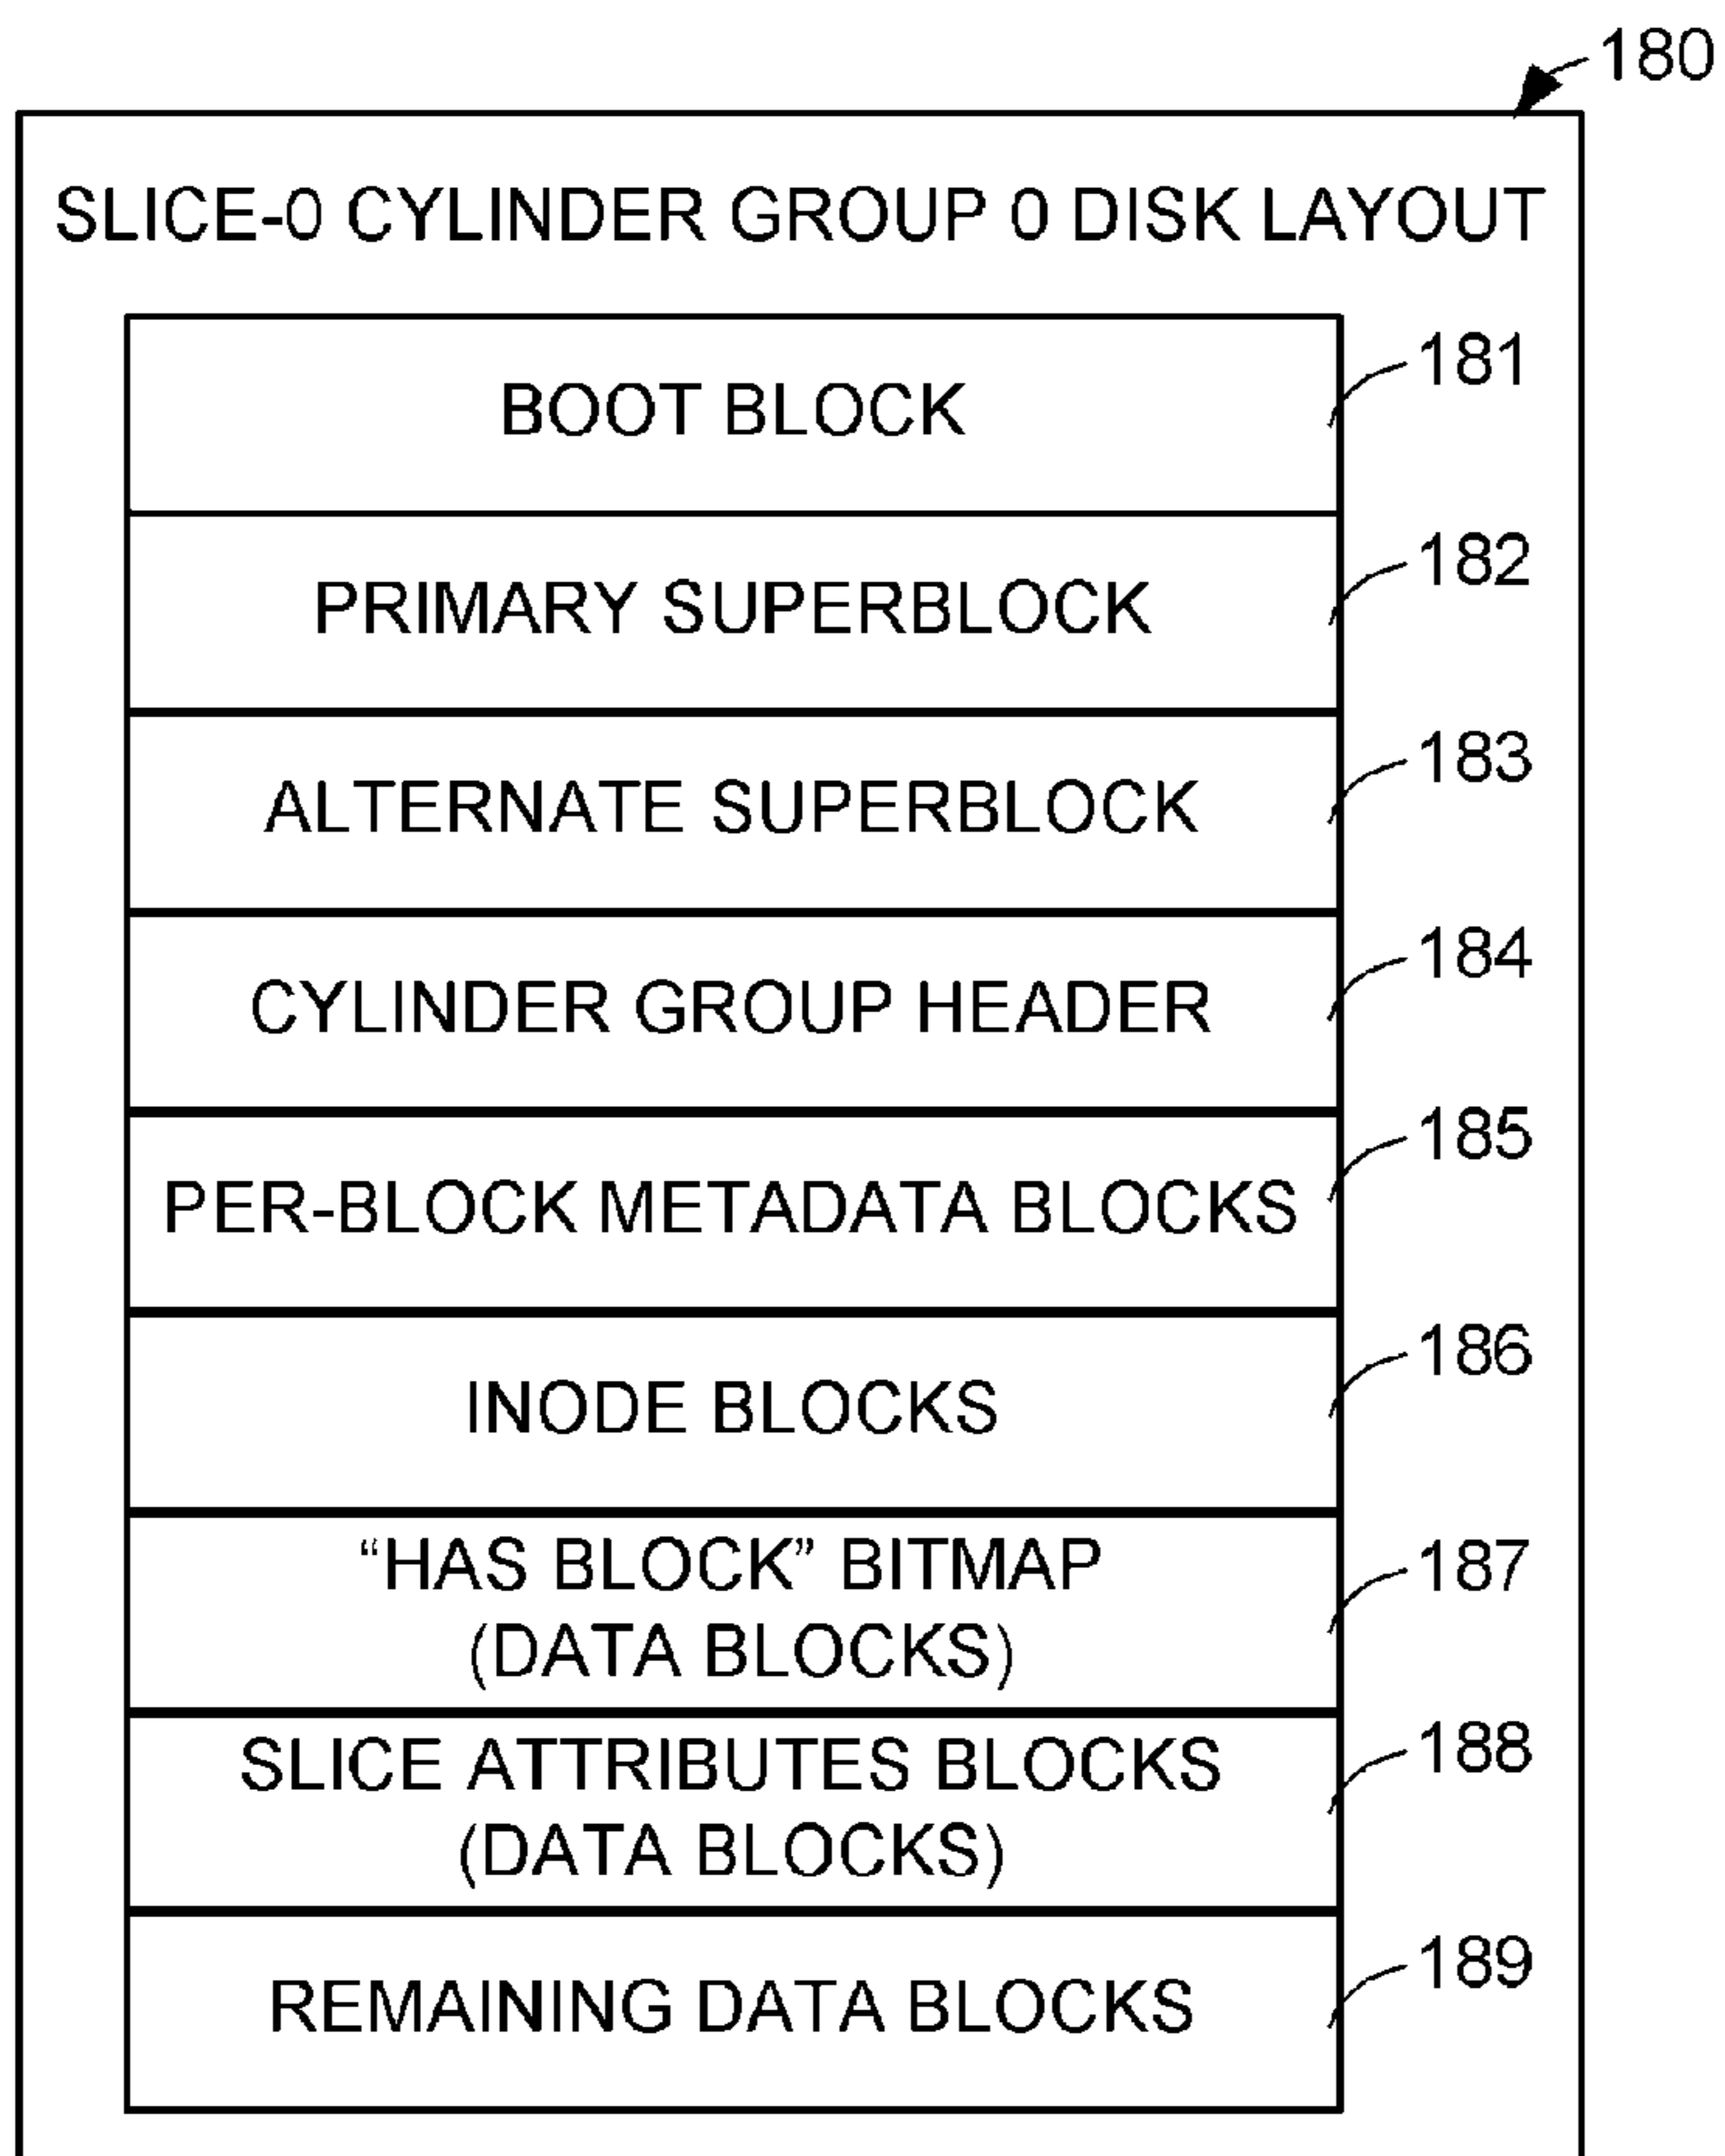 180
SLICE-0 CYLINDER GROUP 0 DISK LAYOUT
BOOT BLOCK
181
PRIMARY SUPERBLOCK
182
ALTERNATE SUPERBLOCK
183
CYLINDER GROUP HEADER
184
PER-BLOCK METADATA BLOCKS
185
INODE BLOCKS
186
“HAS BLOCK” BITMAP
(DATA BLOCKS)
187
SLICE ATTRIBUTES BLOCKS
(DATA BLOCKS)
188
REMAINING DATA BLOCKS
189